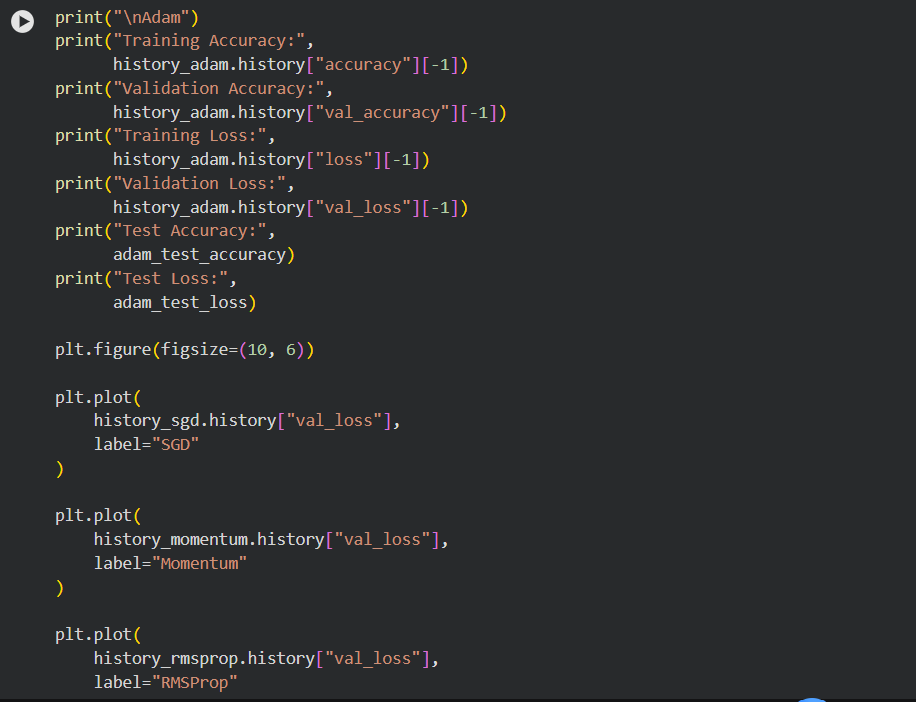 print("\nAdam")
print("Training Accuracy:",
      history_adam.history["accuracy"][-1])
print("Validation Accuracy:",
      history_adam.history["val_accuracy"][-1])
print("Training Loss:",
      history_adam.history["loss"][-1])
print("Validation Loss:",
      history_adam.history["val_loss"][-1])
print("Test Accuracy:",
      adam_test_accuracy)
print("Test Loss:",
      adam_test_loss)

plt.figure(figsize=(10, 6))

plt.plot(
    history_sgd.history["val_loss"],
    label="SGD"
)

plt.plot(
    history_momentum.history["val_loss"],
    label="Momentum"
)

plt.plot(
    history_rmsprop.history["val_loss"],
    label="RMSProp"